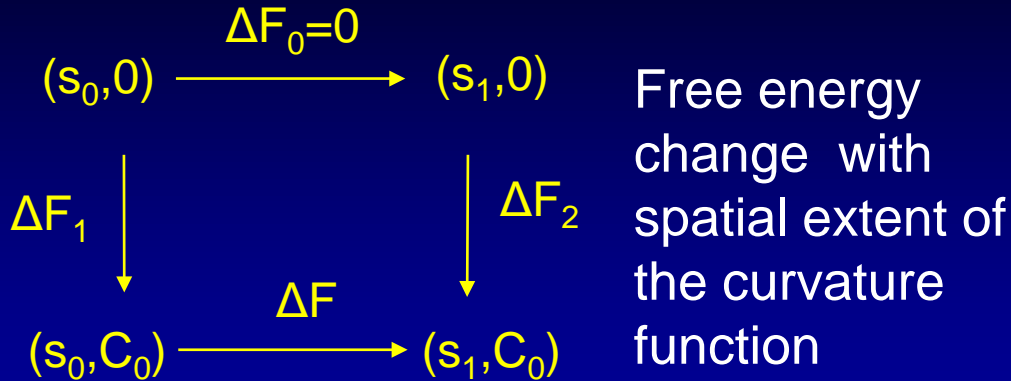 ΔF₀=0
(s₀,0) (s₁,0)
ΔF₁ ΔF₂
ΔF
(s₀,C₀) (s₁,C₀)
Free energy
change with
spatial extent of
the curvature
function